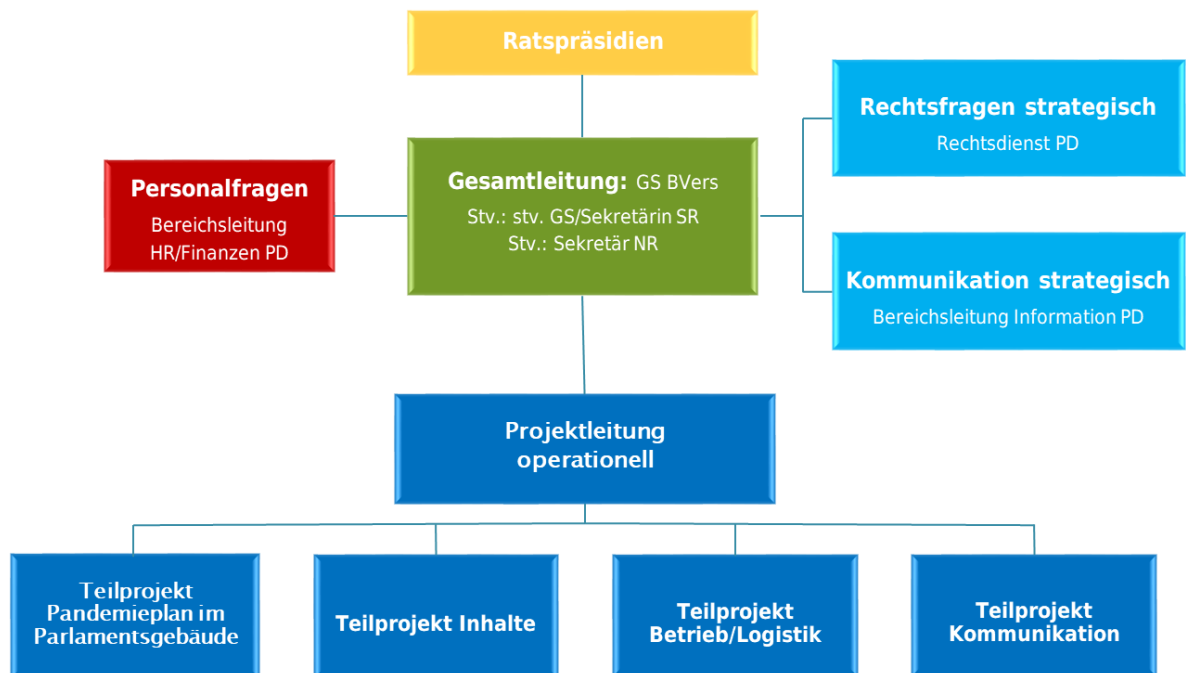 Ratspräsidien
Rechtsfragen strategisch
Rechtsdienst PD
Personalfragen
Bereichsleitung
HR/Finanzen PD
Gesamtleitung: GS BVers
Stv.: stv. GS/Sekretärin SR
Stv.: Sekretär NR
Kommunikation strategisch
Bereichsleitung Information PD
Projektleitung
operationell
Teilprojekt
Pandemieplan im
Parlamentsgebäude
Teilprojekt Inhalte
Teilprojekt
Betrieb/Logistik
Teilprojekt
Kommunikation